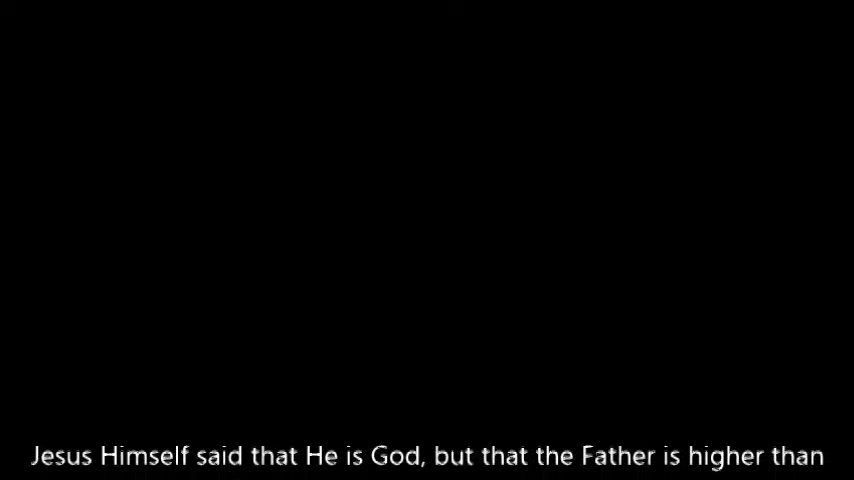 Jesus Himself said that He is God, but that the Father is higher than